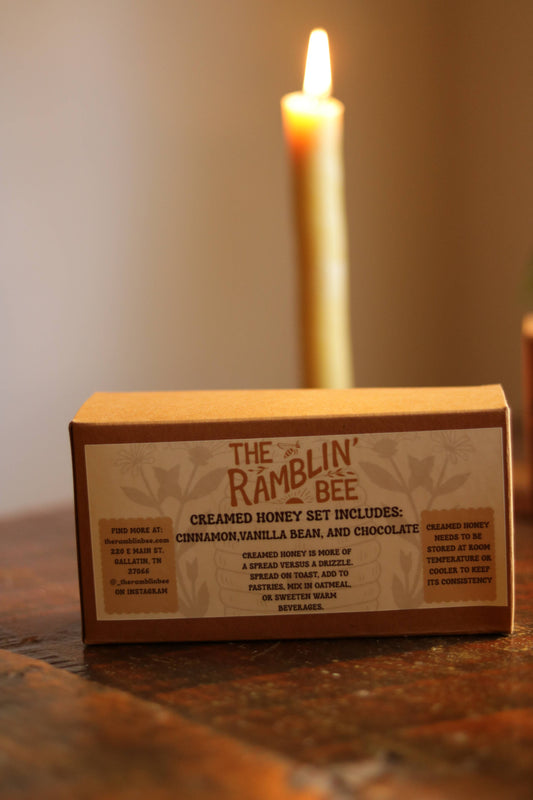 THE
RAMBLIN'
BEE
CREAMED HONEY SET INCLUDES:
CINNAMON,VANILLA BEAN, AND CHOCOLATE
CREAMED HONEY IS MORE OF
A SPREAD VERSUS A DRIZZLE.
SPREAD ON TOAST, ADD TO
PASTRIES, MIX IN OATMEAL,
OR SWEETEN WARM
BEVERAGES.
FIND MORE AT:
theramblinbee.com
220 E MAIN ST.
GALLATIN, TN
37066
@_theramblinbee
ON INSTAGRAM
CREAMED HONEY
NEEDS TO BE
STORED AT ROOM
TEMPERATURE OR
COOLER TO KEEP
ITS CONSISTENCY